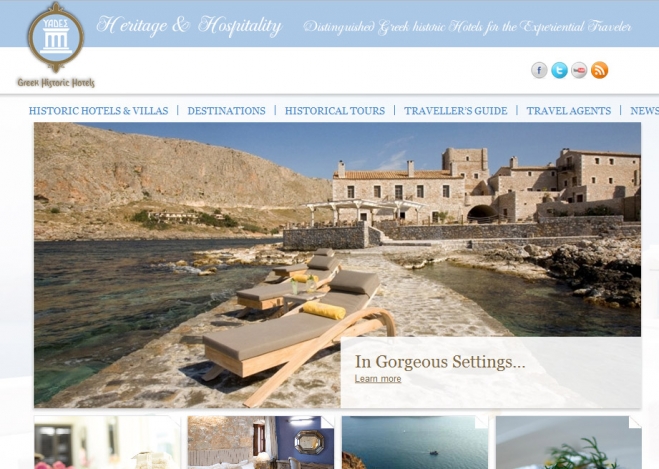 YADES
Greek Historic Hotels
Heritage & Hospitality
Distinguished Greek historic Hotels for the Experiential Traveler
HISTORIC HOTELS & VILLAS | DESTINATIONS | HISTORICAL TOURS | TRAVELLER'S GUIDE | TRAVEL AGENTS | NEWS
In Gorgeous Settings...
Learn more